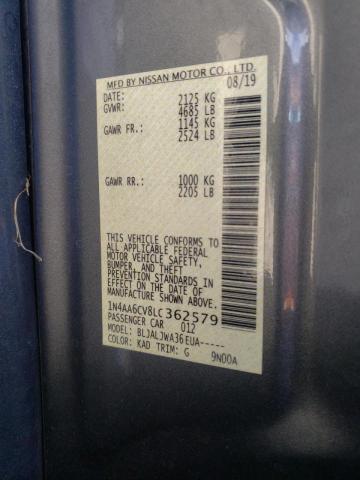 MFD BY NISSAN MOTOR CO., LTD.
DATE: 08/19
GVWR: 2125 KG
4685 LB
GAWR FR.: 1145 KG
2524 LB
GAWR RR.: 1000 KG
2205 LB
THIS VEHICLE CONFORMS TO
ALL APPLICABLE FEDERAL
MOTOR VEHICLE SAFETY,
BUMPER, AND THEFT
PREVENTION STANDARDS IN
EFFECT ON THE DATE OF
MANUFACTURE SHOWN ABOVE.
1N4AA6CV8LC362579
PASSENGER CAR 012
MODEL: BLJALJWA36EUA-----
COLOR: KAD TRIM: G 9N00A